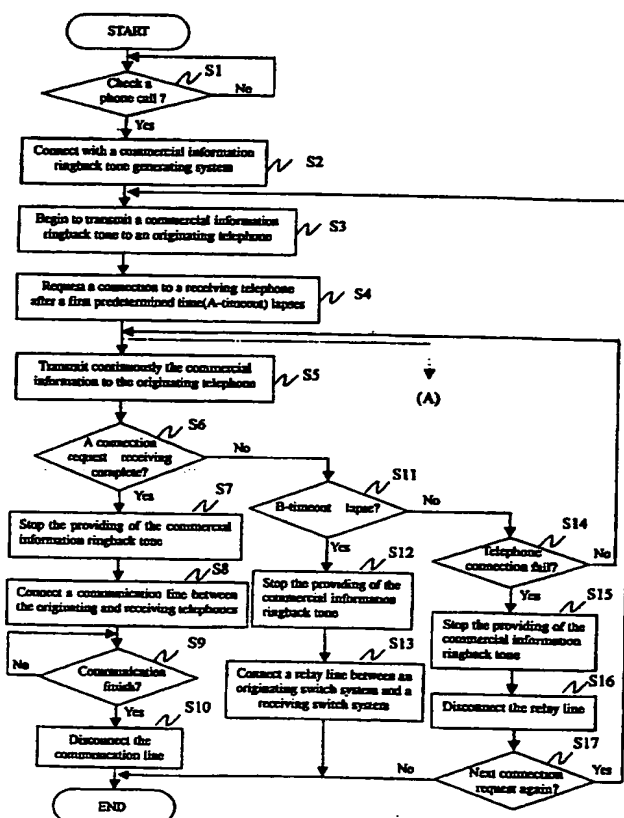 START
S1
Check a
phone call?
No
Yes
Connect with a commercial information
ringback tone generating system
S2
Begin to transmit a commercial information
ringback tone to an originating telephone
S3
Request a connection to a receiving telephone
after a first predetermined time(A-timeout) lapses
S4
Transmit continuously the commercial
information to the originating telephone
S5
(A)
S6
A connection
request receiving
complete?
No
Yes
S7
Stop the providing of the commercial
information ringback tone
S8
Connect a communication line between
the originating and receiving telephones
S9
No
Communication
finish?
Yes
S10
Disconnect the
communication line
S11
B-timeout lapse?
No
Yes
S12
Stop the providing of the
commercial information
ringback tone
S13
Connect a relay line between an
originating switch system and a
receiving switch system
S14
Telephone
connection fail?
No
Yes
S15
Stop the providing of the
commercial information
ringback tone
S16
Disconnect the relay line
S17
Next connection
request again?
No
Yes
END